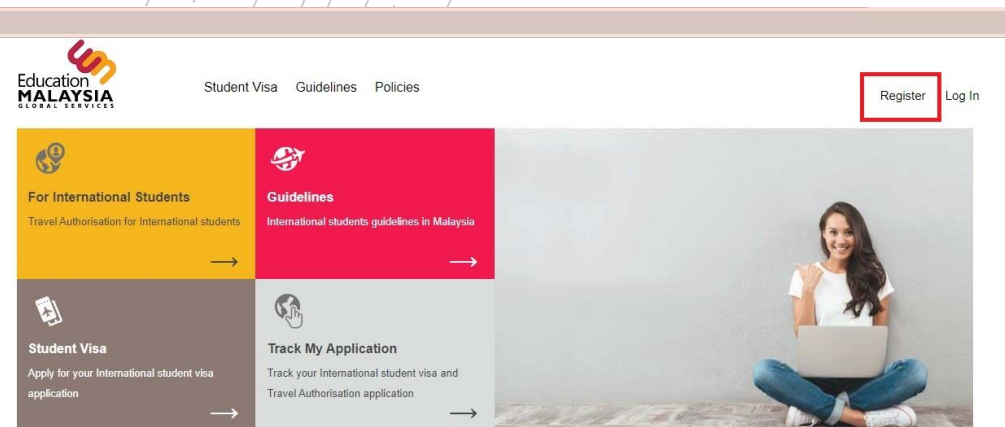 Education
MALAYSIA
GLOBAL SERVICES
Student Visa Guidelines Policies
Register Log In
For International Students
Travel Authorisation for International students
Guidelines
International students guidelines in Malaysia
Student Visa
Apply for your International student visa
application
Track My Application
Track your International student visa and
Travel Authorisation application